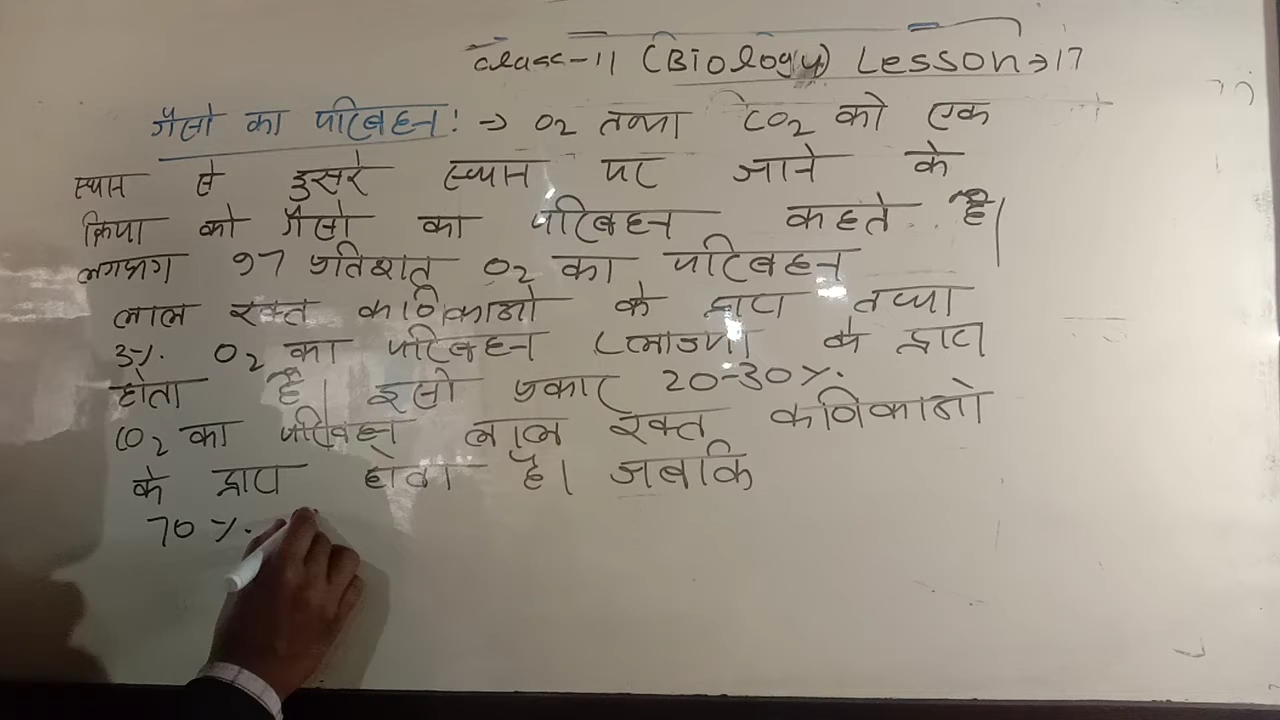 class-11 (Biology) Lesson→17
गैसो का परिवहन! → O₂ तथा CO₂ को एक
स्थान से दुसरे स्थान पर जाने के
क्रिया को गैसो का परिवहन कहते है।
लगभग 97 प्रतिशत O₂ का परिवहन
लाल रक्त कणिकाओ के द्वारा तथा
3%. O₂ का परिवहन प्लाज्मा के द्वारा
होता है। इसी प्रकार 20-30%.
CO₂ का परिवहन लाल रक्त कणिकाओ
के द्वारा होता है। जबकि
70%.